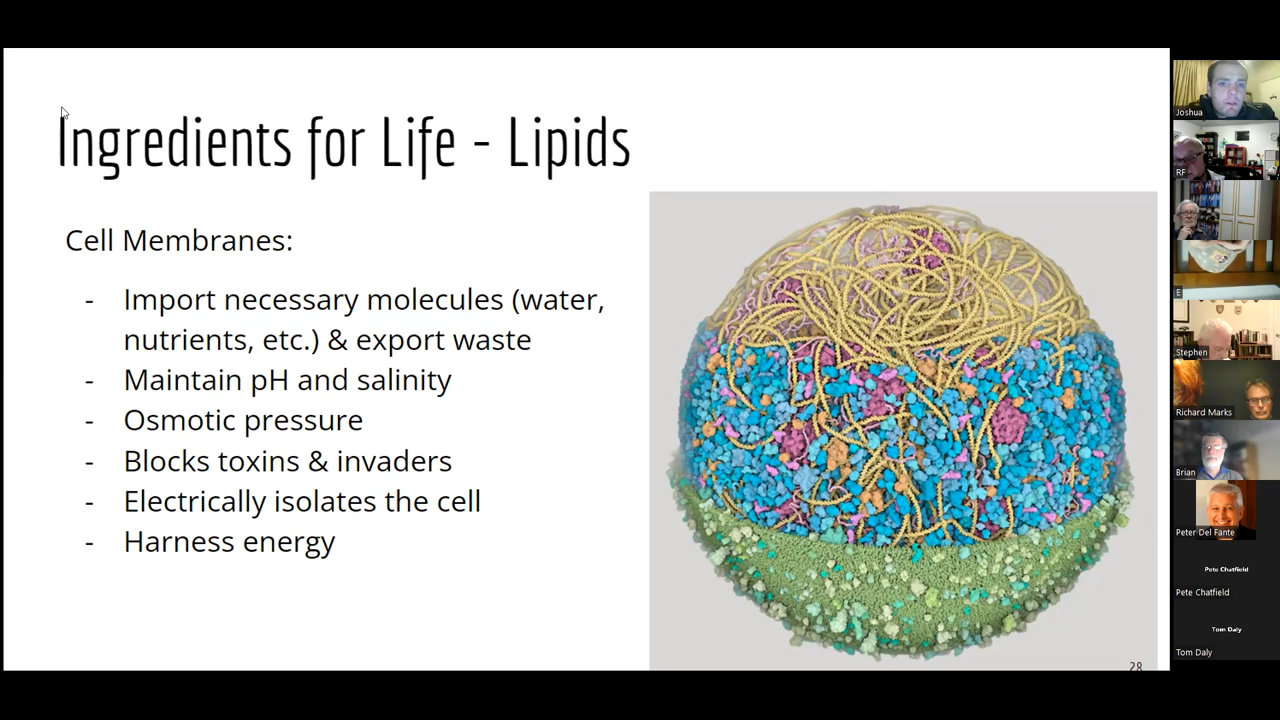 Ingredients for Life - Lipids
Cell Membranes:
- Import necessary molecules (water,
nutrients, etc.) & export waste
- Maintain pH and salinity
- Osmotic pressure
- Blocks toxins & invaders
- Electrically isolates the cell
- Harness energy
28
Joshua
RF
E
Stephen
Richard Marks
Brian
Peter Del Fante
Pete Chatfield
Pete Chatfield
Tom Daly
Tom Daly